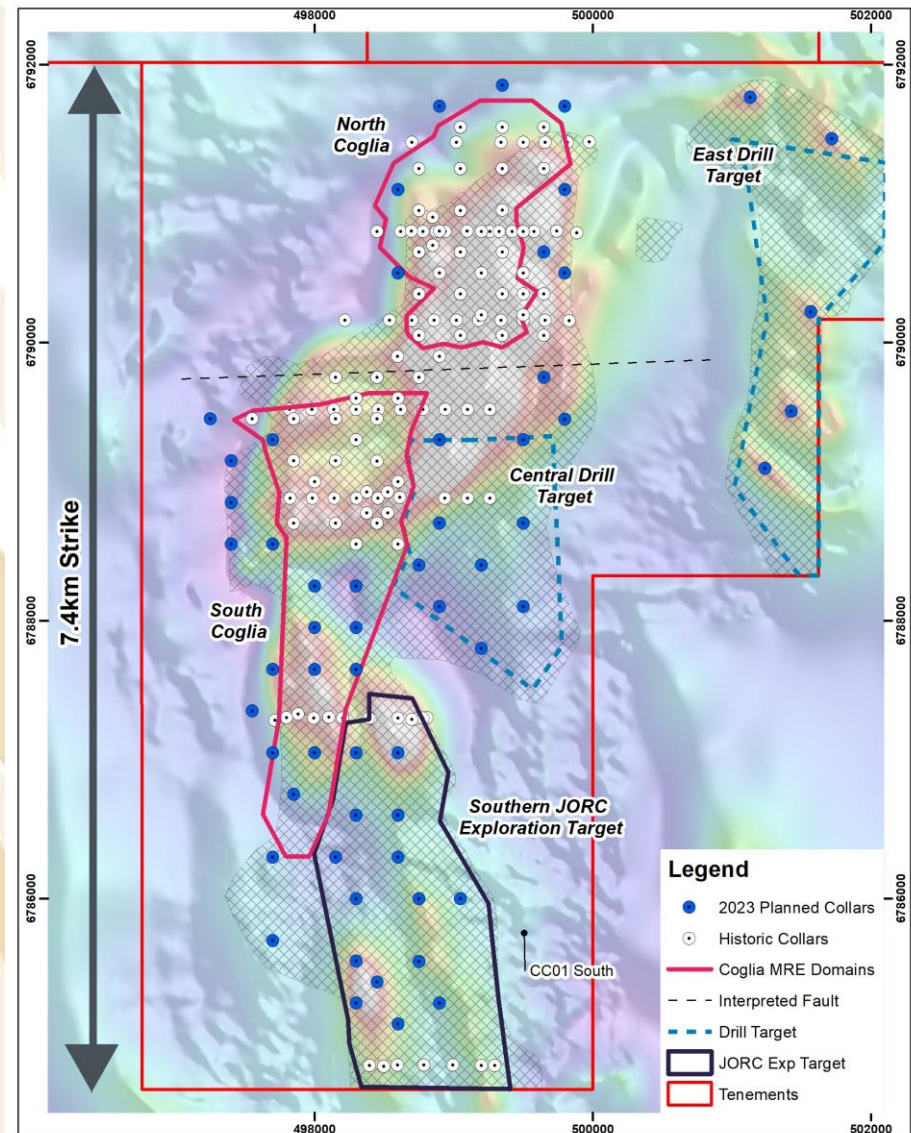 498000
500000
502000
6792000
6792000
North
Coglia
East Drill
Target
6790000
6790000
Central Drill
Target
7.4km Strike
6788000
6788000
South
Coglia
Southern JORC
Exploration Target
6786000
CC01 South
Legend
2023 Planned Collars
Historic Collars
Coglia MRE Domains
Interpreted Fault
Drill Target
JORC Exp Target
Tenements
498000
500000
502000